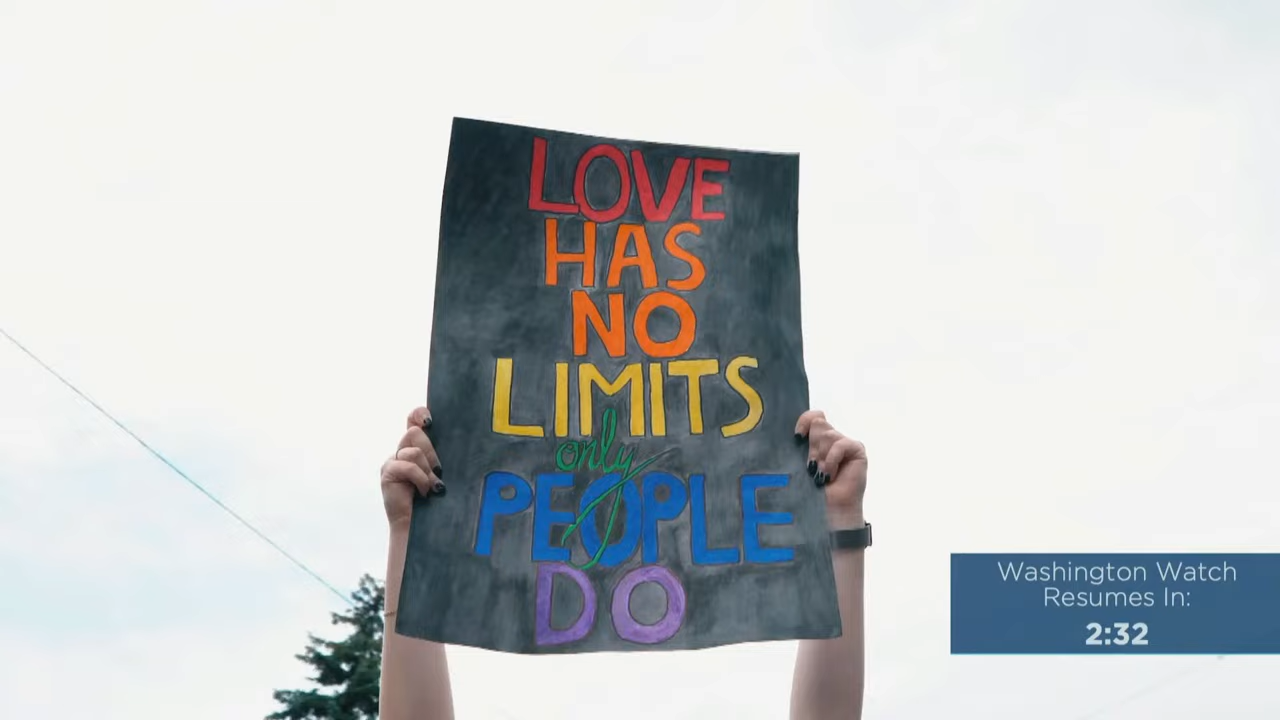 LOVE
HAS
NO
LIMITS
only
PEOPLE
DO
Washington Watch
Resumes In:
2:32